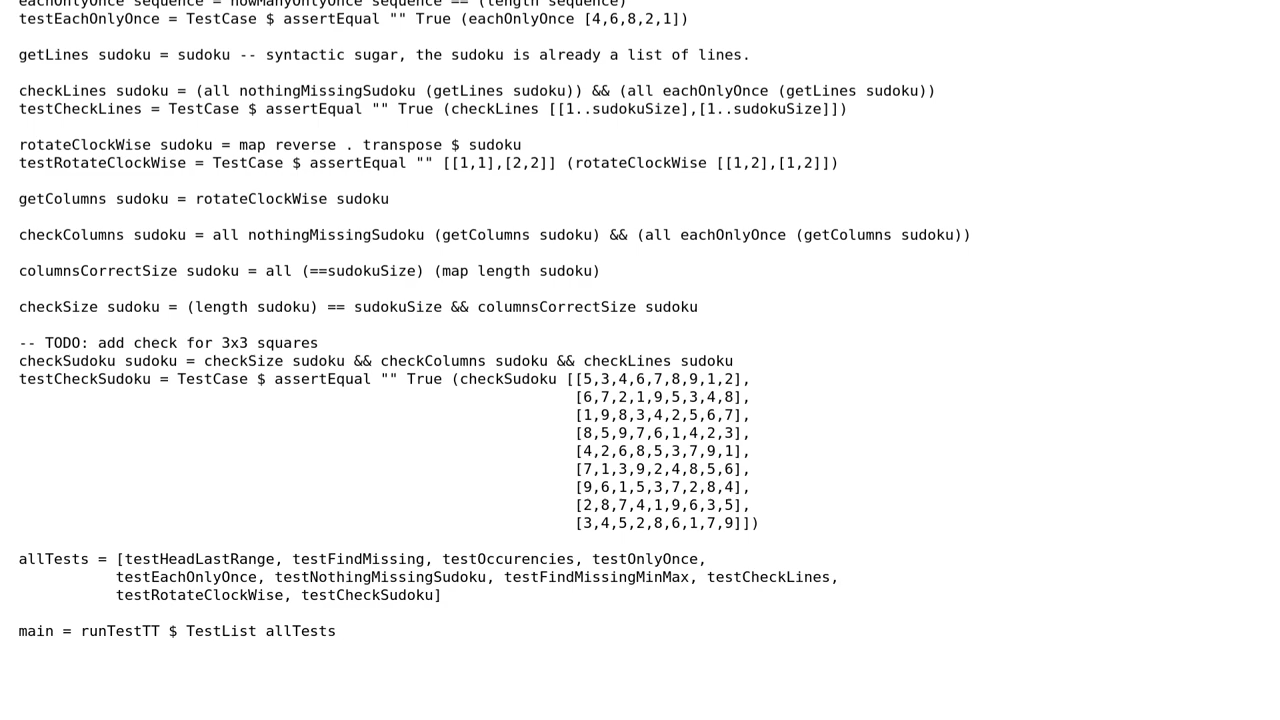 eachOnlyOnce sequence = howManyOnlyOnce sequence == (length sequence)
testEachOnlyOnce = TestCase $ assertEqual "" True (eachOnlyOnce [4,6,8,2,1])
getLines sudoku = sudoku -- syntactic sugar, the sudoku is already a list of lines.
checkLines sudoku = (all nothingMissingSudoku (getLines sudoku)) && (all eachOnlyOnce (getLines sudoku))
testCheckLines = TestCase $ assertEqual "" True (checkLines [[1..sudokuSize],[1..sudokuSize]])
rotateClockWise sudoku = map reverse . transpose $ sudoku
testRotateClockWise = TestCase $ assertEqual "" [[1,1],[2,2]] (rotateClockWise [[1,2],[1,2]])
getColumns sudoku = rotateClockWise sudoku
checkColumns sudoku = all nothingMissingSudoku (getColumns sudoku) && (all eachOnlyOnce (getColumns sudoku))
columnsCorrectSize sudoku = all (==sudokuSize) (map length sudoku)
checkSize sudoku = (length sudoku) == sudokuSize && columnsCorrectSize sudoku
-- TODO: add check for 3x3 squares
checkSudoku sudoku = checkSize sudoku && checkColumns sudoku && checkLines sudoku
testCheckSudoku = TestCase $ assertEqual "" True (checkSudoku [[5,3,4,6,7,8,9,1,2],
[6,7,2,1,9,5,3,4,8],
[1,9,8,3,4,2,5,6,7],
[8,5,9,7,6,1,4,2,3],
[4,2,6,8,5,3,7,9,1],
[7,1,3,9,2,4,8,5,6],
[9,6,1,5,3,7,2,8,4],
[2,8,7,4,1,9,6,3,5],
[3,4,5,2,8,6,1,7,9]])
allTests = [testHeadLastRange, testFindMissing, testOccurencies, testOnlyOnce,
testEachOnlyOnce, testNothingMissingSudoku, testFindMissingMinMax, testCheckLines,
testRotateClockWise, testCheckSudoku]
main = runTestTT $ TestList allTests